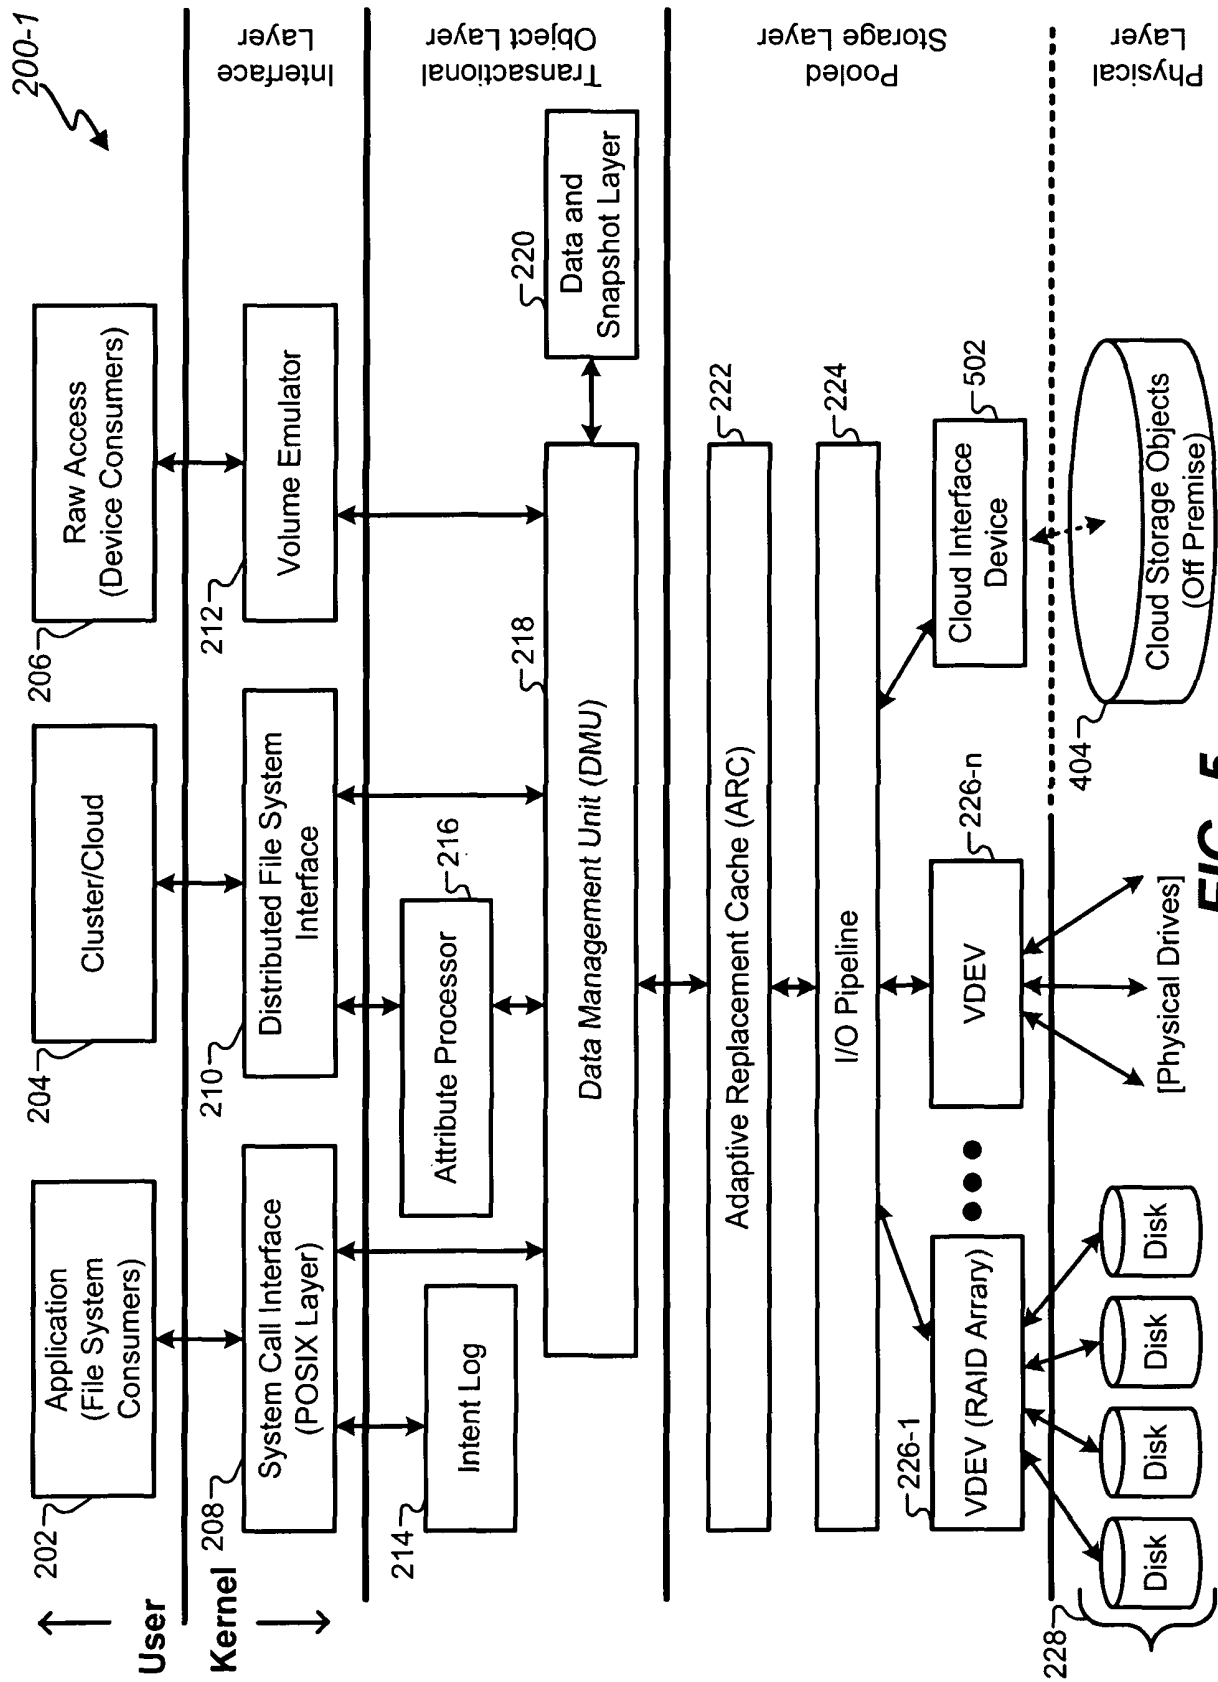 200-1
User
Kernel
202
Application
(File System
Consumers)
204
Cluster/Cloud
206
Raw Access
(Device Consumers)
208
System Call Interface
(POSIX Layer)
210
Distributed File System
Interface
212
Volume Emulator
Interface
Layer
214
Intent Log
Attribute Processor
216
218
Data Management Unit (DMU)
220
Data and
Snapshot Layer
Transactional
Object Layer
Adaptive Replacement Cache (ARC)
222
I/O Pipeline
224
226-1
VDEV (RAID Arrary)
VDEV
226-n
Cloud Interface
Device
502
Pooled
Storage Layer
228
Disk
Disk
Disk
Disk
[Physical Drives]
404
Cloud Storage Objects
(Off Premise)
Physical
Layer
FIG. 5